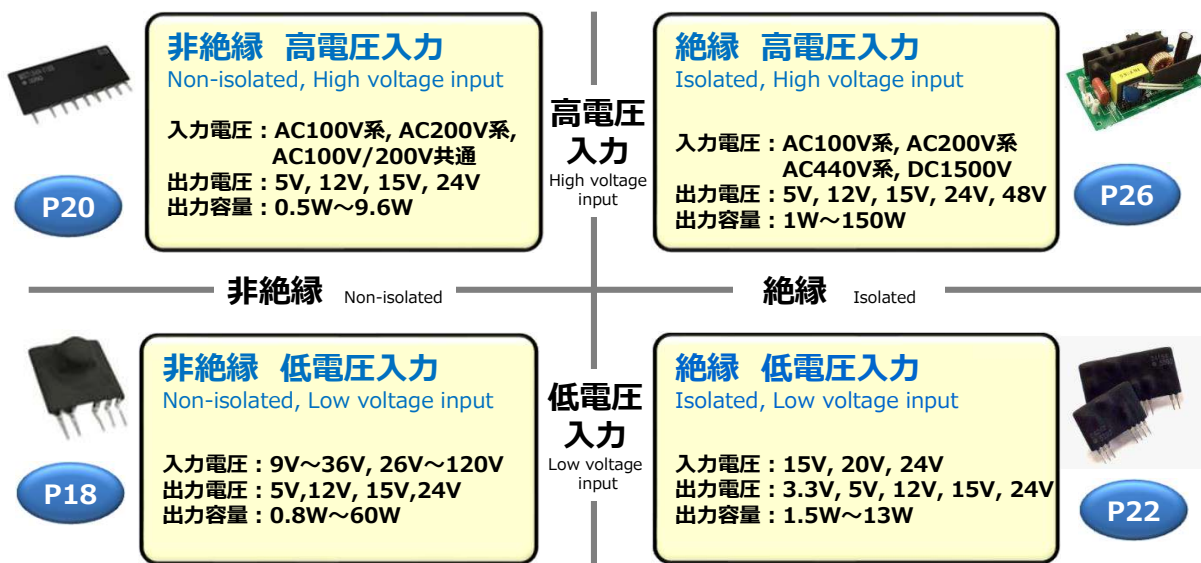 非絶縁 高電圧入力
Non-isolated, High voltage input
入力電圧：AC100V系, AC200V系,
AC100V/200V共通
出力電圧：5V, 12V, 15V, 24V
出力容量：0.5W～9.6W
P20
高電圧
入力
High voltage
input
絶縁 高電圧入力
Isolated, High voltage input
入力電圧：AC100V系, AC200V系
AC440V系, DC1500V
出力電圧：5V, 12V, 15V, 24V, 48V
出力容量：1W～150W
P26
非絶縁 Non-isolated
絶縁 Isolated
非絶縁 低電圧入力
Non-isolated, Low voltage input
入力電圧：9V～36V, 26V～120V
出力電圧：5V,12V, 15V,24V
出力容量：0.8W～60W
P18
低電圧
入力
Low voltage
input
絶縁 低電圧入力
Isolated, Low voltage input
入力電圧：15V, 20V, 24V
出力電圧：3.3V, 5V, 12V, 15V, 24V
出力容量：1.5W～13W
P22